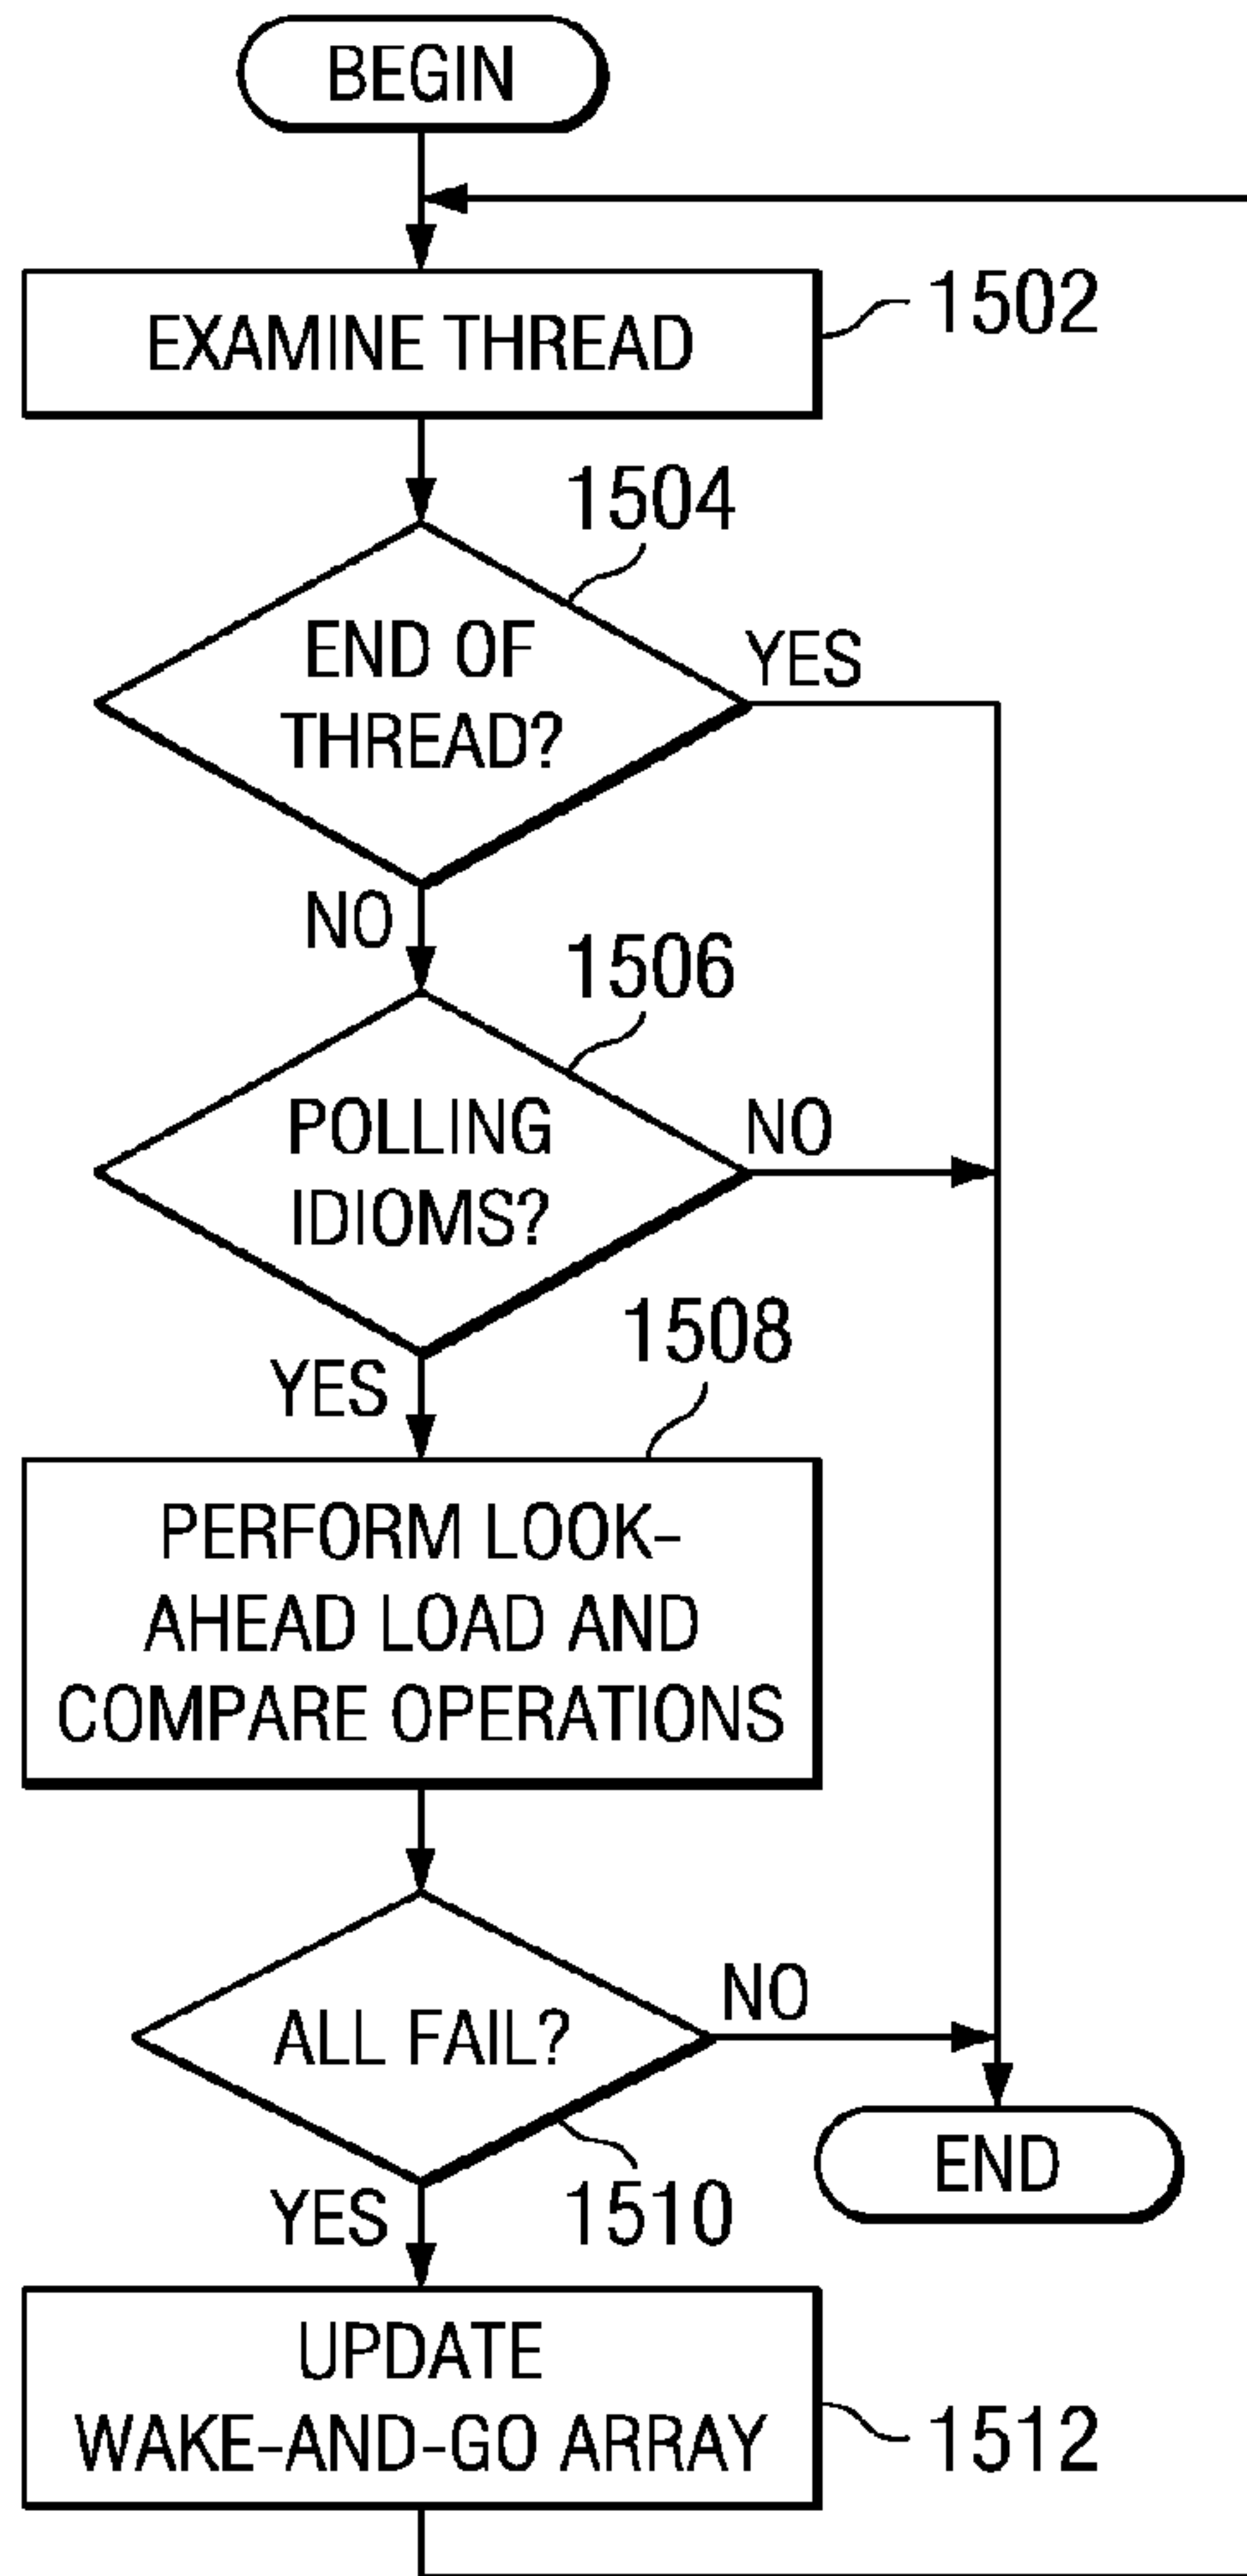 BEGIN
EXAMINE THREAD
1502
1504
END OF
THREAD?
YES
NO
1506
POLLING
IDIOMS?
NO
YES
1508
PERFORM LOOK-
AHEAD LOAD AND
COMPARE OPERATIONS
ALL FAIL?
NO
END
YES
1510
UPDATE
WAKE-AND-GO ARRAY
1512